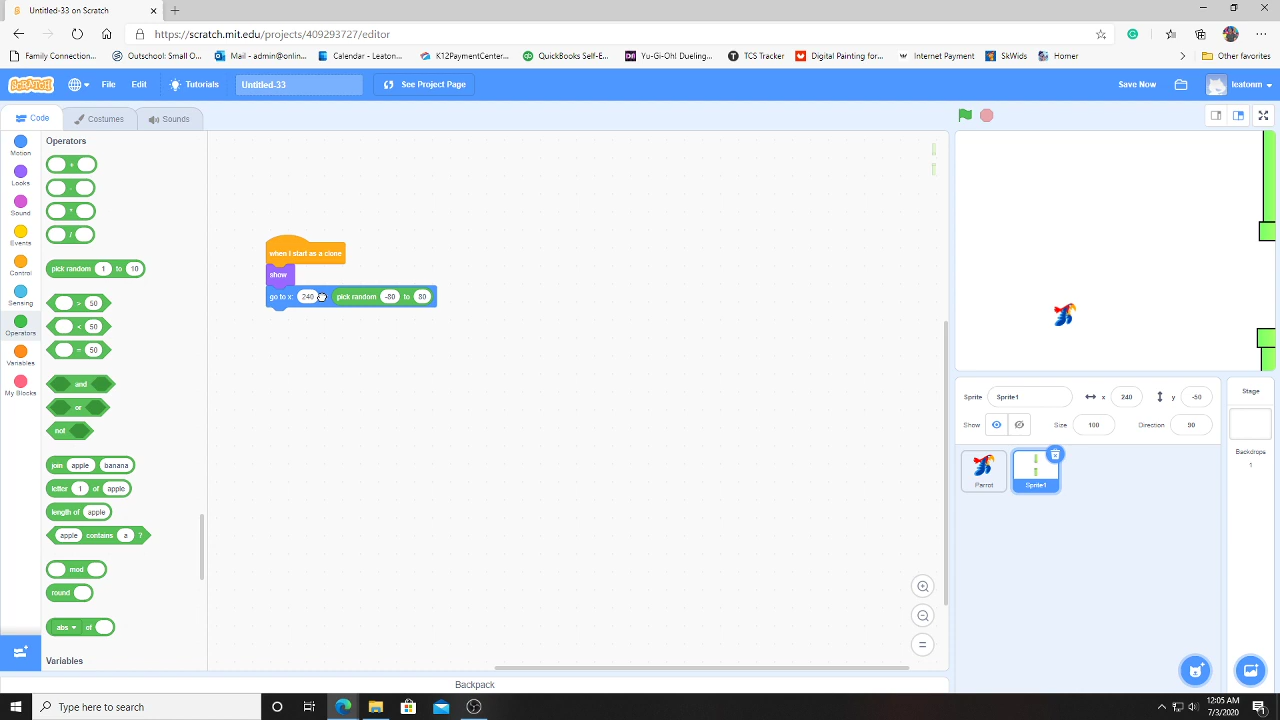 Untitled-33 on Scratch
https://scratch.mit.edu/projects/409293727/editor
Family Connection... Outschool: Small O... Mail - admin@onlin... Calendar - Leaton... K12PaymentCenter... QuickBooks Self-E... Yu-Gi-Oh! Dueling... TCS Tracker Digital Painting for... Internet Payment SkWids Homer Other favorites
SCRATCH File Edit Tutorials Untitled-33 See Project Page Save Now leatonm
Code Costumes Sounds
Motion
Looks
Sound
Events
Control
Sensing
Operators
Variables
My Blocks
Operators
+
-
*
/
pick random 1 to 10
> 50
< 50
= 50
and
or
not
join apple banana
letter 1 of apple
length of apple
apple contains a ?
mod
round
abs of
Variables
when I start as a clone
show
go to x: 240 pick random -80 to 80
Sprite Sprite1 x 240 y -50
Show Size 100 Direction 90
Parrot Sprite1
Stage
Backdrops
1
Backpack
Type here to search
12:05 AM
7/3/2020